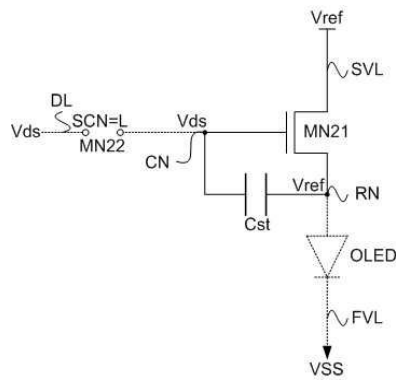 Vref
SVL
DL
SCN=L
Vds
Vds
MN22
MN21
CN
Vref
RN
Cst
OLED
FVL
VSS